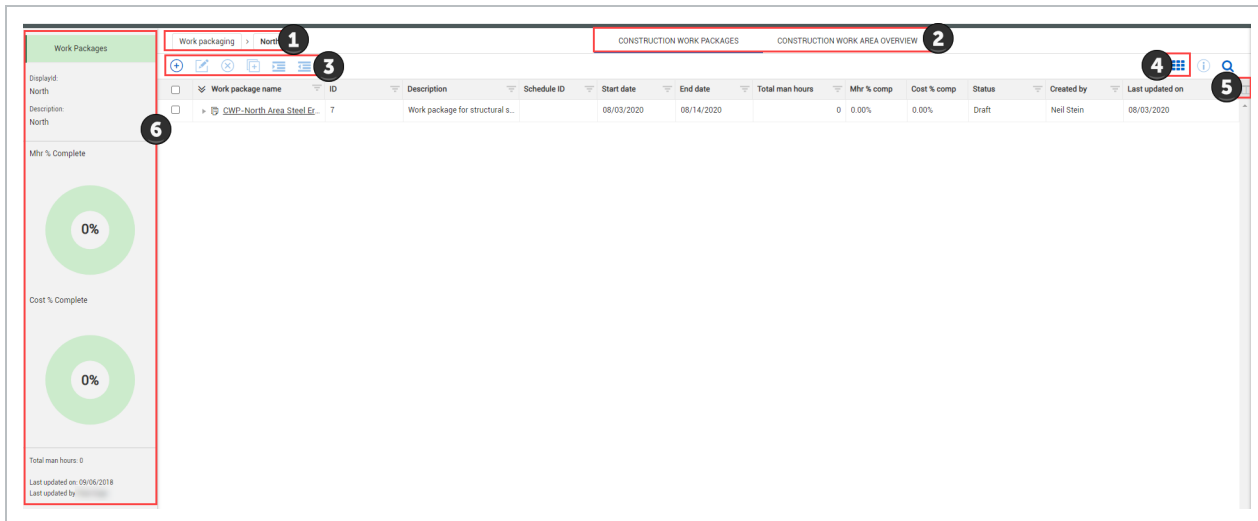 Work Packages
DisplayId:
North
Description:
North
6
Mhr % Complete
0%
Cost % Complete
0%
Total man hours: 0
Last updated on: 09/06/2018
Last updated by
Work packaging > North 1
CONSTRUCTION WORK PACKAGES CONSTRUCTION WORK AREA OVERVIEW 2
3
4
5
Work package name ID Description Schedule ID Start date End date Total man hours Mhr % comp Cost % comp Status Created by Last updated on
CWP-North Area Steel Er... 7 Work package for structural s... 08/03/2020 08/14/2020 0 0.00% 0.00% Draft Neil Stein 08/03/2020